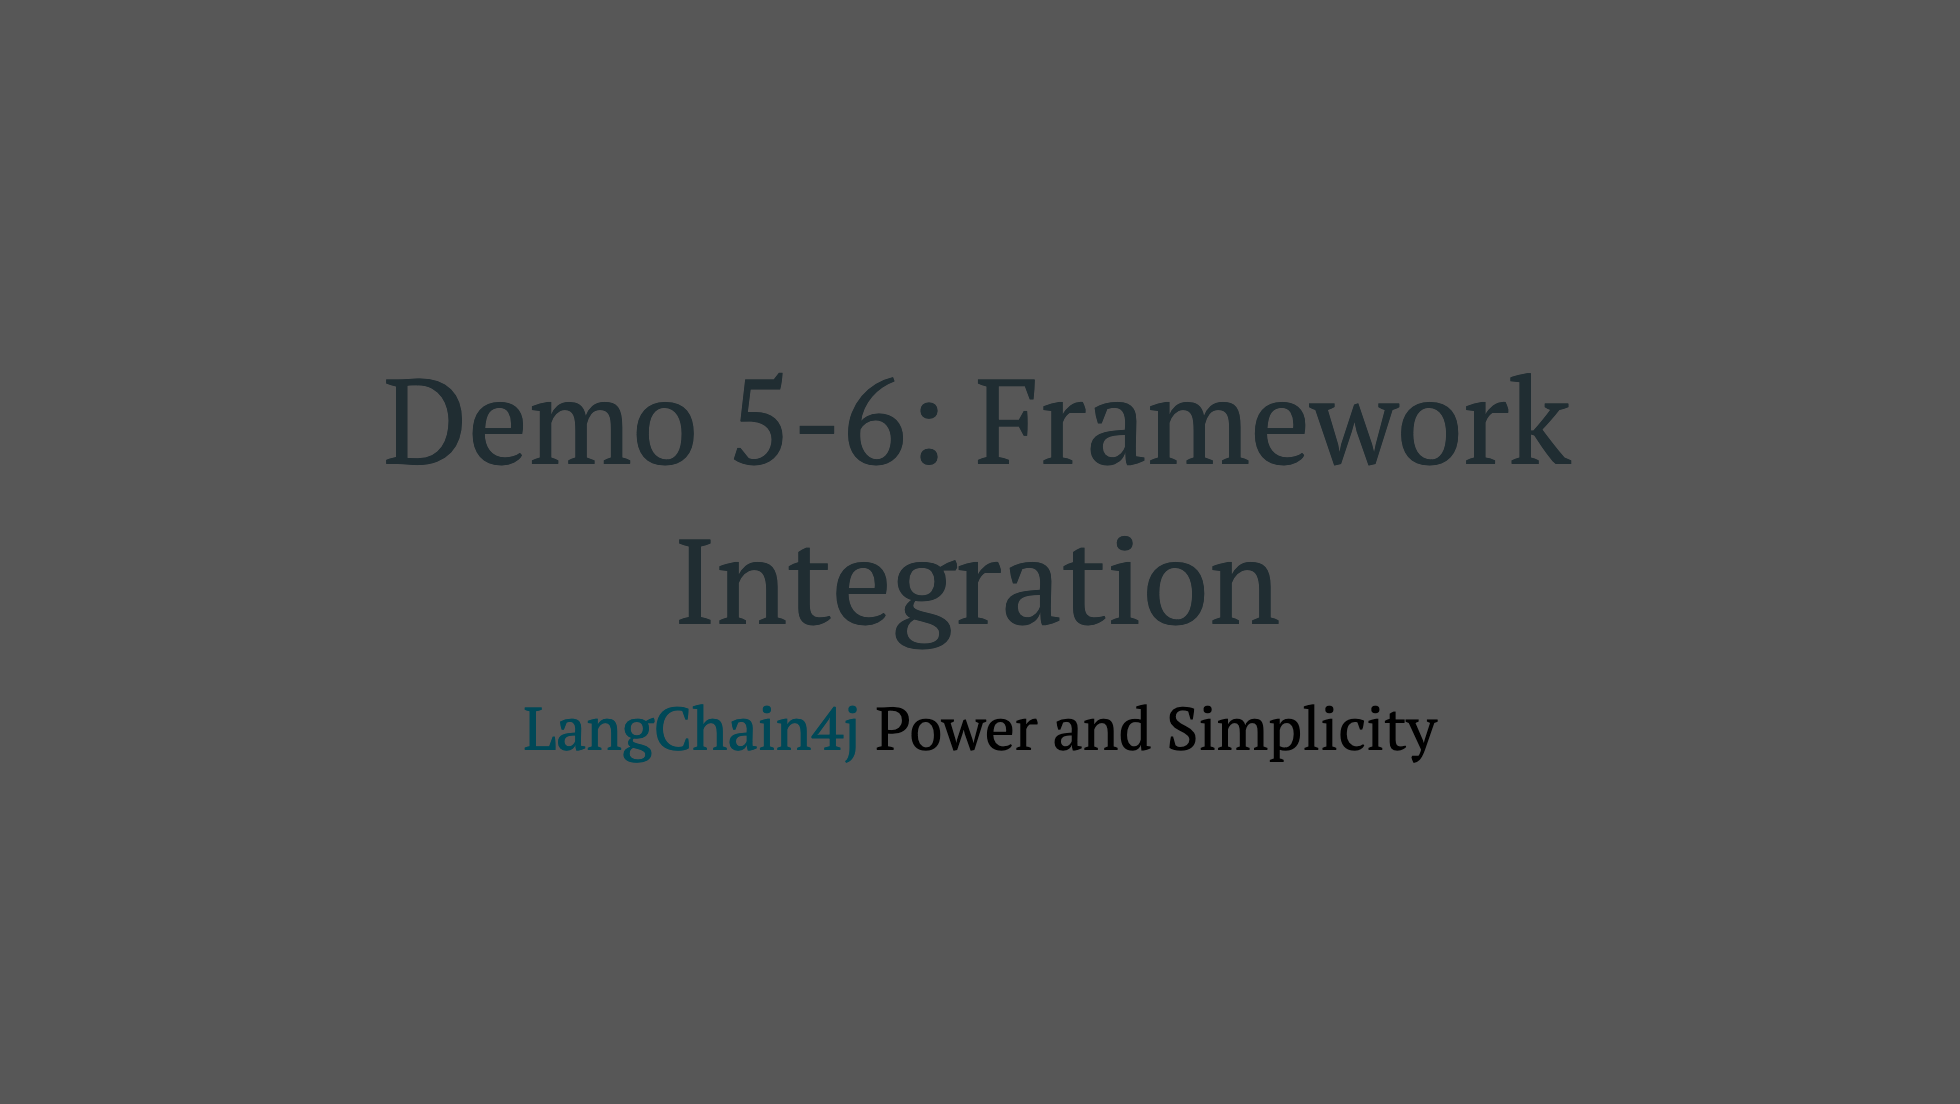 Demo 5-6: Framework
Integration
LangChain4j Power and Simplicity